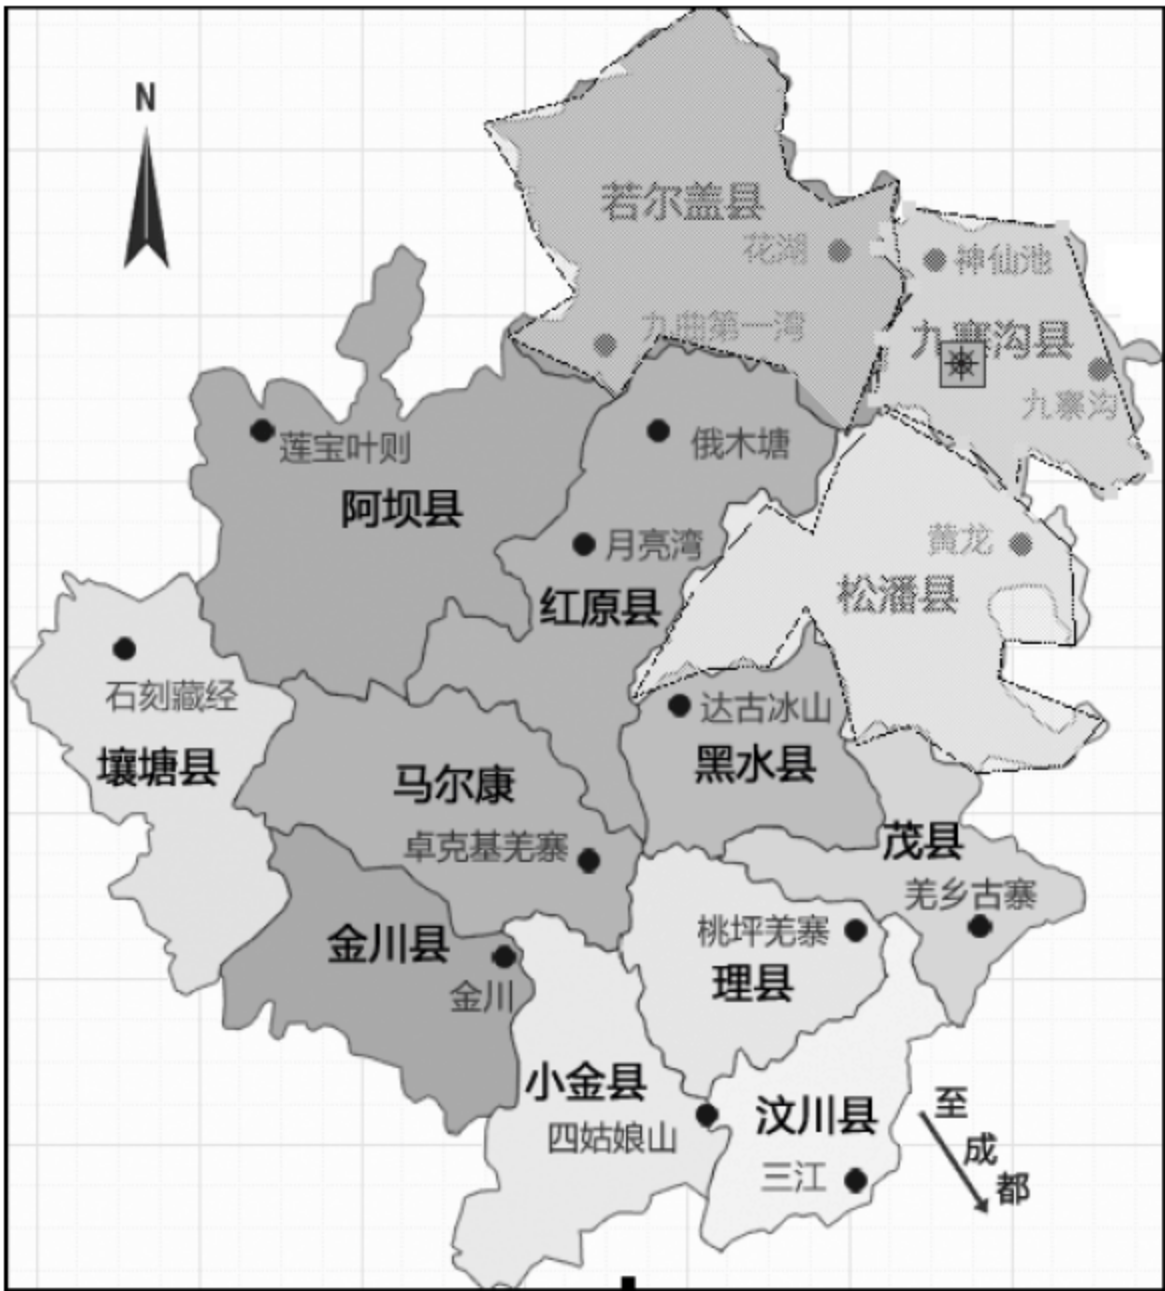 N
若尔盖县
花湖
神仙池
九曲第一湾
九寨沟县
九寨沟
莲宝叶则
俄木塘
阿坝县
黄龙
月亮湾
松潘县
红原县
石刻藏经
达古冰山
壤塘县
马尔康
黑水县
卓克基羌寨
茂县
羌乡古寨
金川县
桃坪羌寨
金川
理县
小金县
汶川县
四姑娘山
三江
至
成
都